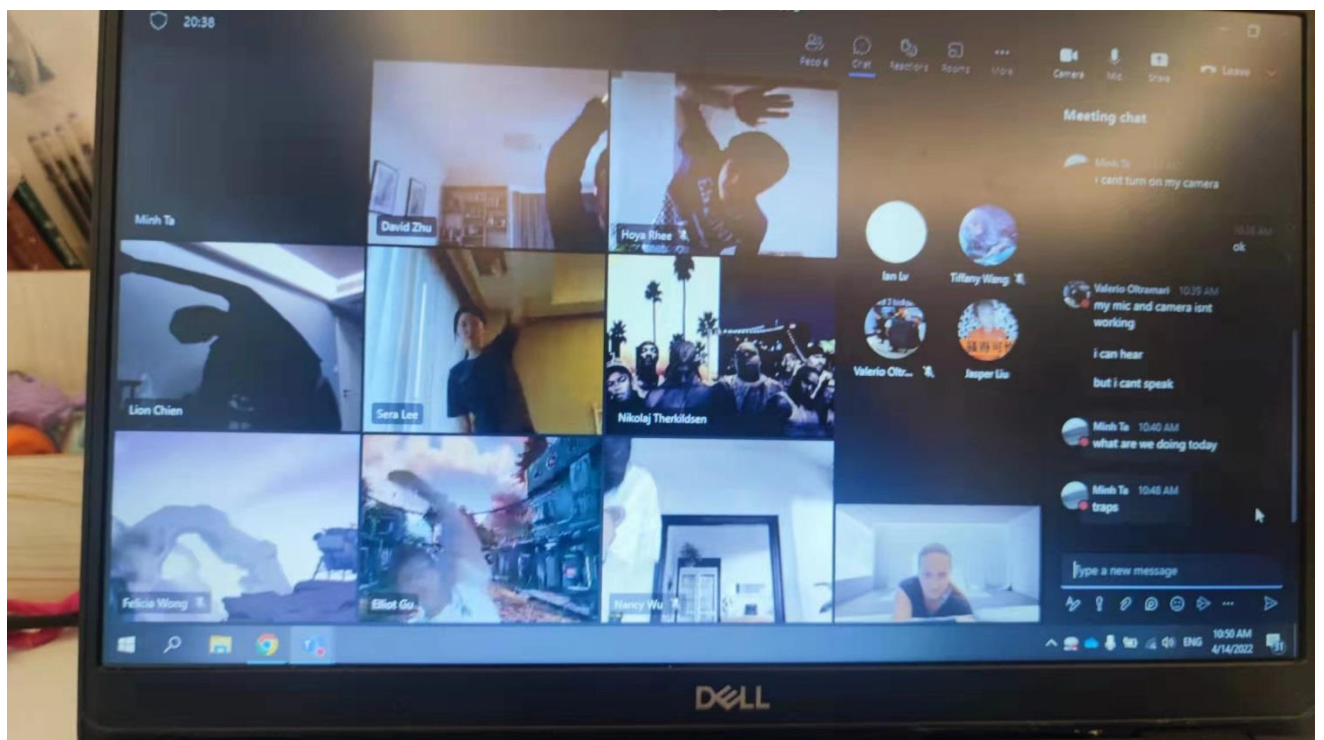 20:38
Chat
Reactions
Rooms
More
Camera
Mic
Share
Leave
Meeting chat
Minh Ta
i cant turn on my camera
ok
Minh Ta
David Zhu
Hoya Rhee
Ian Lv
Tiffany Wang
Valerio Oltramari 10:39 AM
my mic and camera isnt
working
i can hear
but i cant speak
Valerio Oltr...
Jasper Liu
Lion Chien
Sera Lee
Nikolaj Therkildsen
Minh Ta 10:40 AM
what are we doing today
Minh Ta 10:48 AM
traps
Felicia Wong
Elliot Gu
Nancy Wu
Type a new message
ENG
10:50 AM
4/14/2022
31
DELL